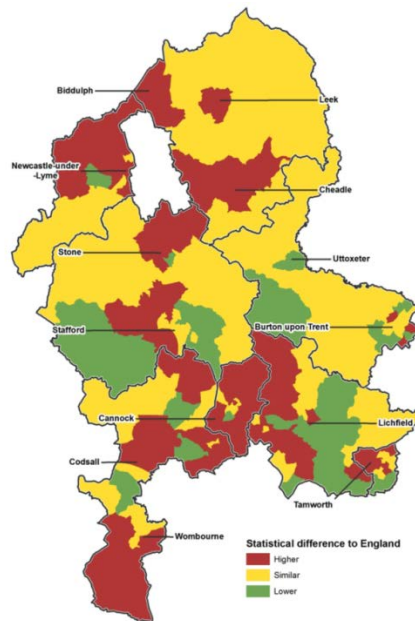 Biddulph
Leek
Newcastle-under
-Lyme
Cheadle
Stone
Uttoxeter
Stafford
Burton upon Trent
Cannock
Lichfield
Codsall
Tamworth
Wombourne
Statistical difference to England
Higher
Similar
Lower